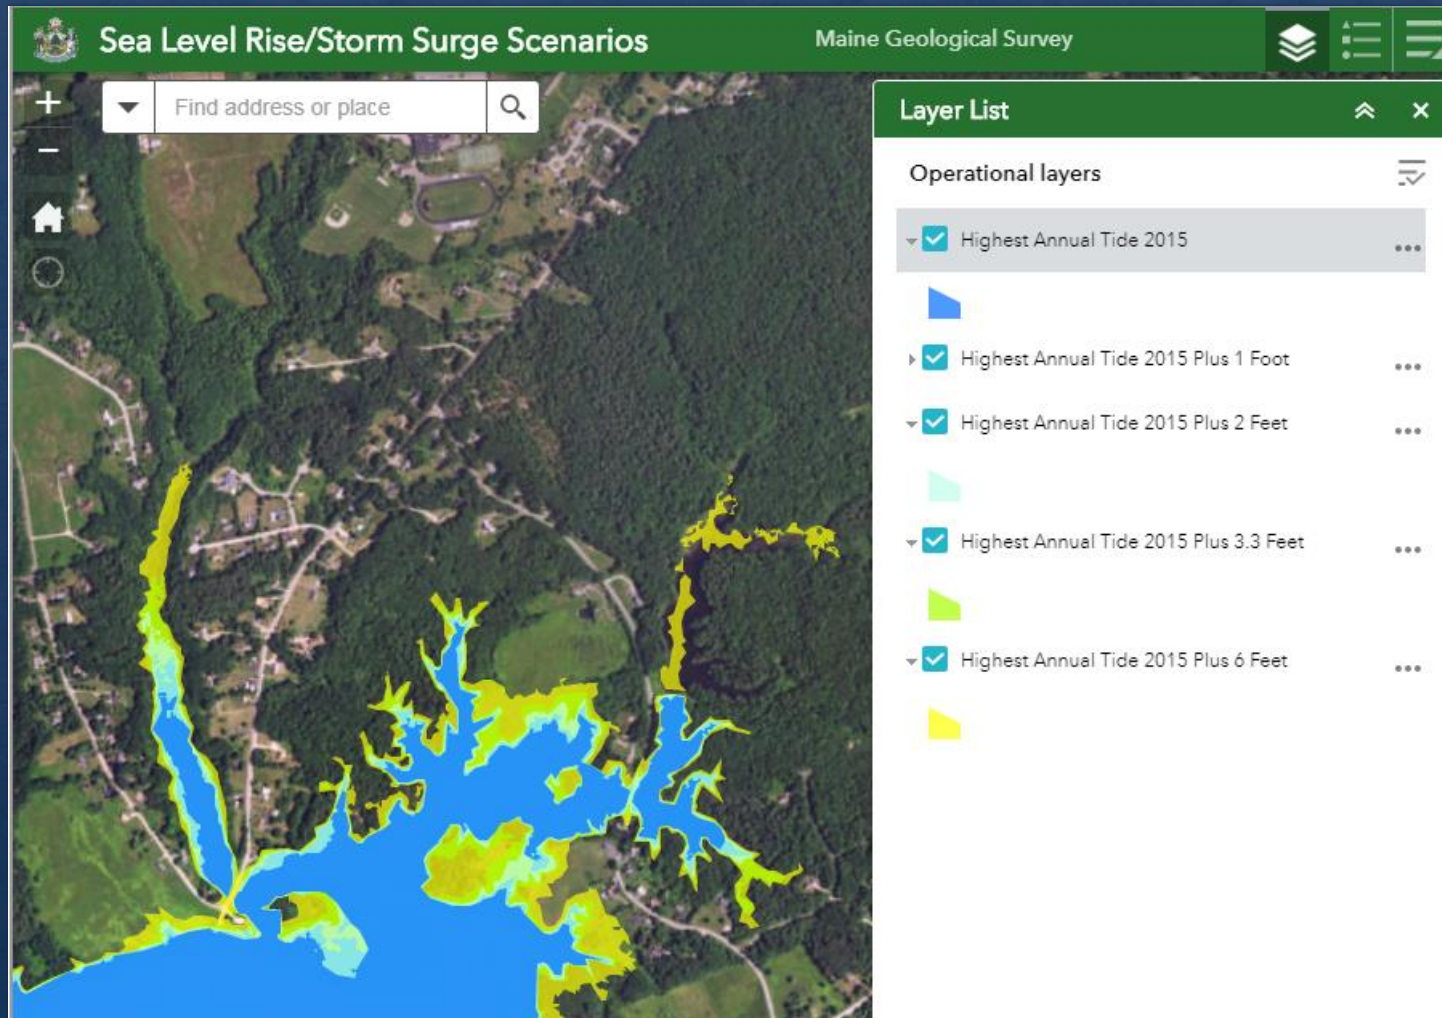 Sea Level Rise/Storm Surge Scenarios
Maine Geological Survey
Find address or place
Layer List
Operational layers
Highest Annual Tide 2015
Highest Annual Tide 2015 Plus 1 Foot
Highest Annual Tide 2015 Plus 2 Feet
Highest Annual Tide 2015 Plus 3.3 Feet
Highest Annual Tide 2015 Plus 6 Feet